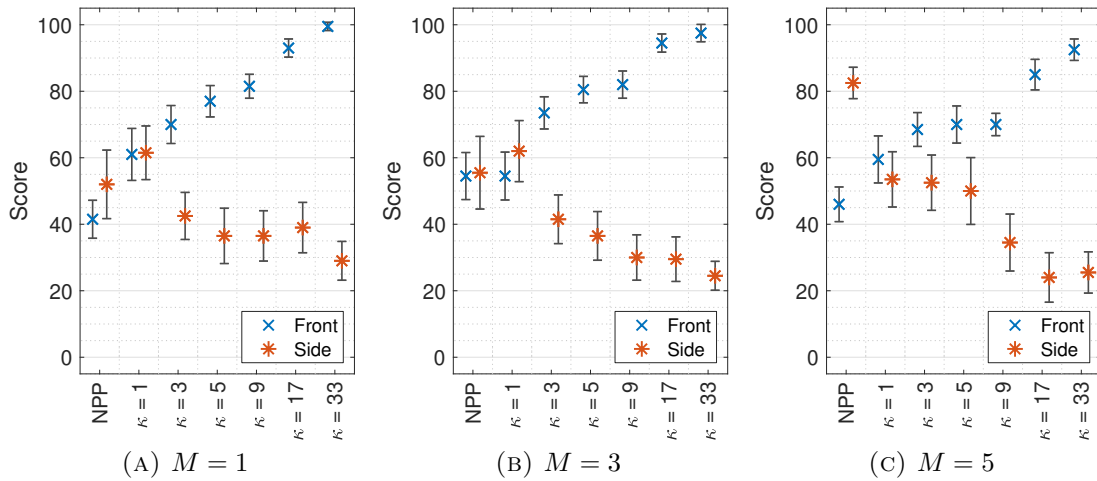 100
80
60
40
20
0
Score
Front
Side
NPP
κ = 1
κ = 3
κ = 5
κ = 9
κ = 17
κ = 33
(A) M = 1
100
80
60
40
20
0
Score
Front
Side
NPP
κ = 1
κ = 3
κ = 5
κ = 9
κ = 17
κ = 33
(B) M = 3
100
80
60
40
20
0
Score
Front
Side
NPP
κ = 1
κ = 3
κ = 5
κ = 9
κ = 17
κ = 33
(C) M = 5